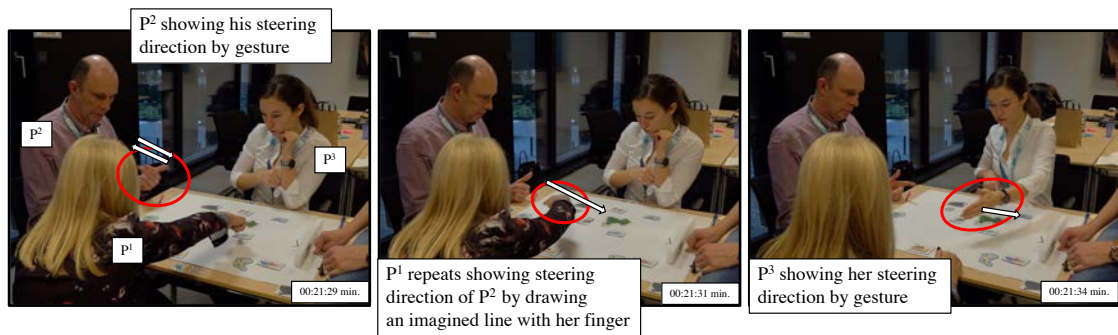 P² showing his steering
direction by gesture
P²
P³
P¹
00:21:29 min.
P¹ repeats showing steering
direction of P² by drawing
an imagined line with her finger
00:21:31 min.
P³ showing her steering
direction by gesture
00:21:34 min.